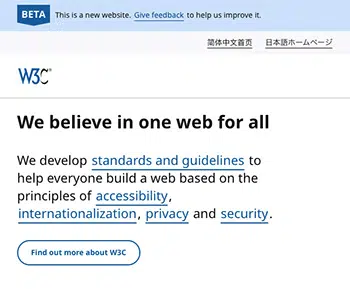 BETA This is a new website. Give feedback to help us improve it.
简体中文首页 日本語ホームページ
W3C®
We believe in one web for all
We develop standards and guidelines to
help everyone build a web based on the
principles of accessibility,
internationalization, privacy and security.
Find out more about W3C